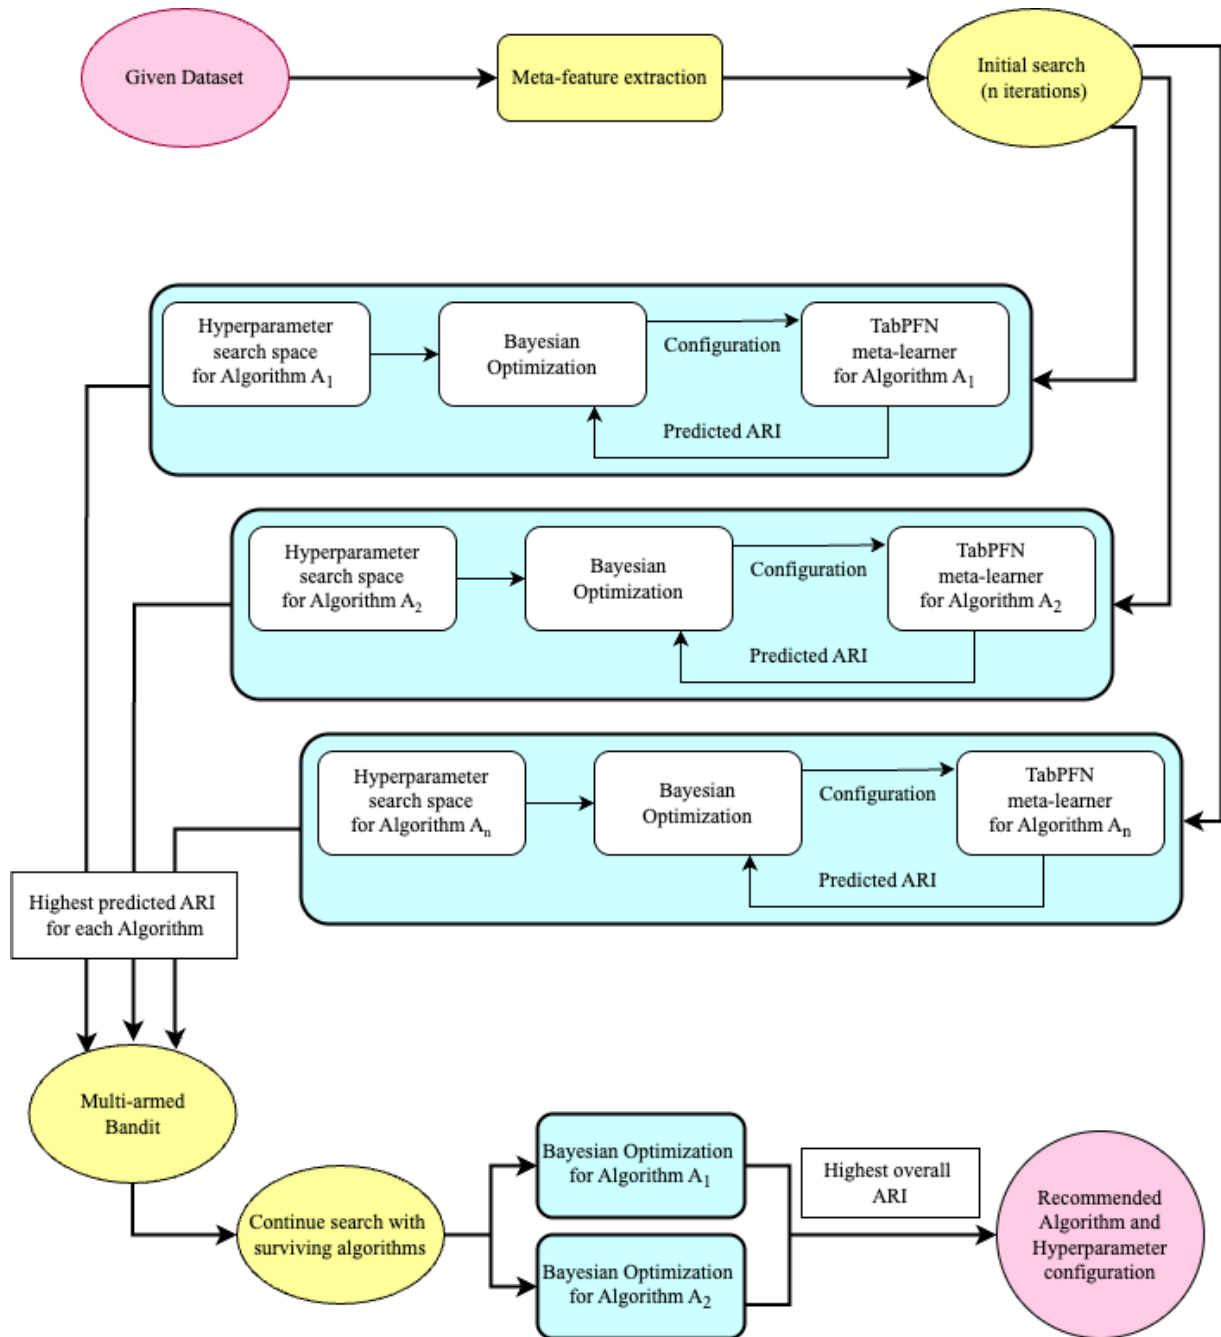 Given Dataset
Meta-feature extraction
Initial search
(n iterations)
Hyperparameter
search space
for Algorithm A₁
Bayesian
Optimization
Configuration
TabPFN
meta-learner
for Algorithm A₁
Predicted ARI
Hyperparameter
search space
for Algorithm A₂
Bayesian
Optimization
Configuration
TabPFN
meta-learner
for Algorithm A₂
Predicted ARI
Hyperparameter
search space
for Algorithm Aₙ
Bayesian
Optimization
Configuration
TabPFN
meta-learner
for Algorithm Aₙ
Predicted ARI
Highest predicted ARI
for each Algorithm
Multi-armed
Bandit
Continue search with
surviving algorithms
Bayesian Optimization
for Algorithm A₁
Bayesian Optimization
for Algorithm A₂
Highest overall
ARI
Recommended
Algorithm and
Hyperparameter
configuration